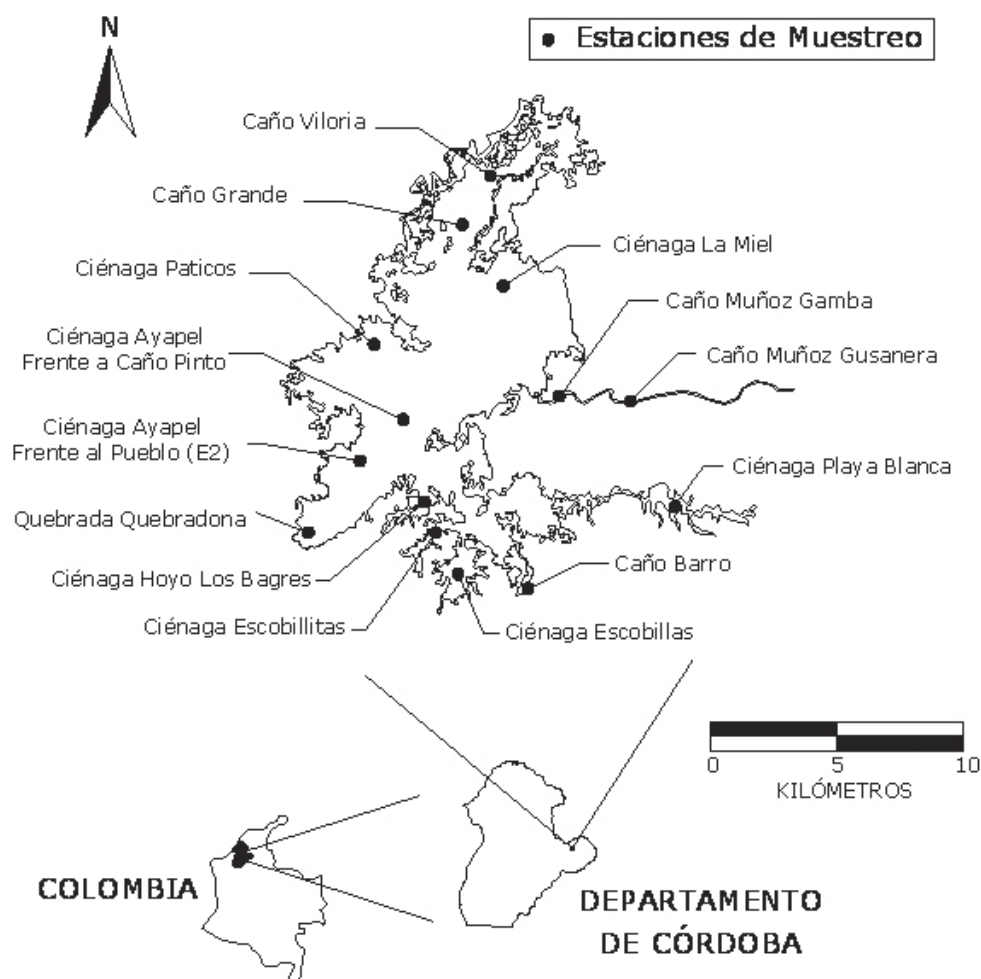 N
● Estaciones de Muestreo
Caño Viloria
Caño Grande
Ciénaga La Miel
Ciénaga Paticos
Caño Muñoz Gamba
Ciénaga Ayapel
Frente a Caño Pinto
Caño Muñoz Gusanera
Ciénaga Ayapel
Frente al Pueblo (E2)
Ciénaga Playa Blanca
Quebrada Quebradona
Caño Barro
Ciénaga Hoyo Los Bagres
Ciénaga Escobillitas
Ciénaga Escobillas
0 5 10
KILÓMETROS
COLOMBIA
DEPARTAMENTO
DE CÓRDOBA